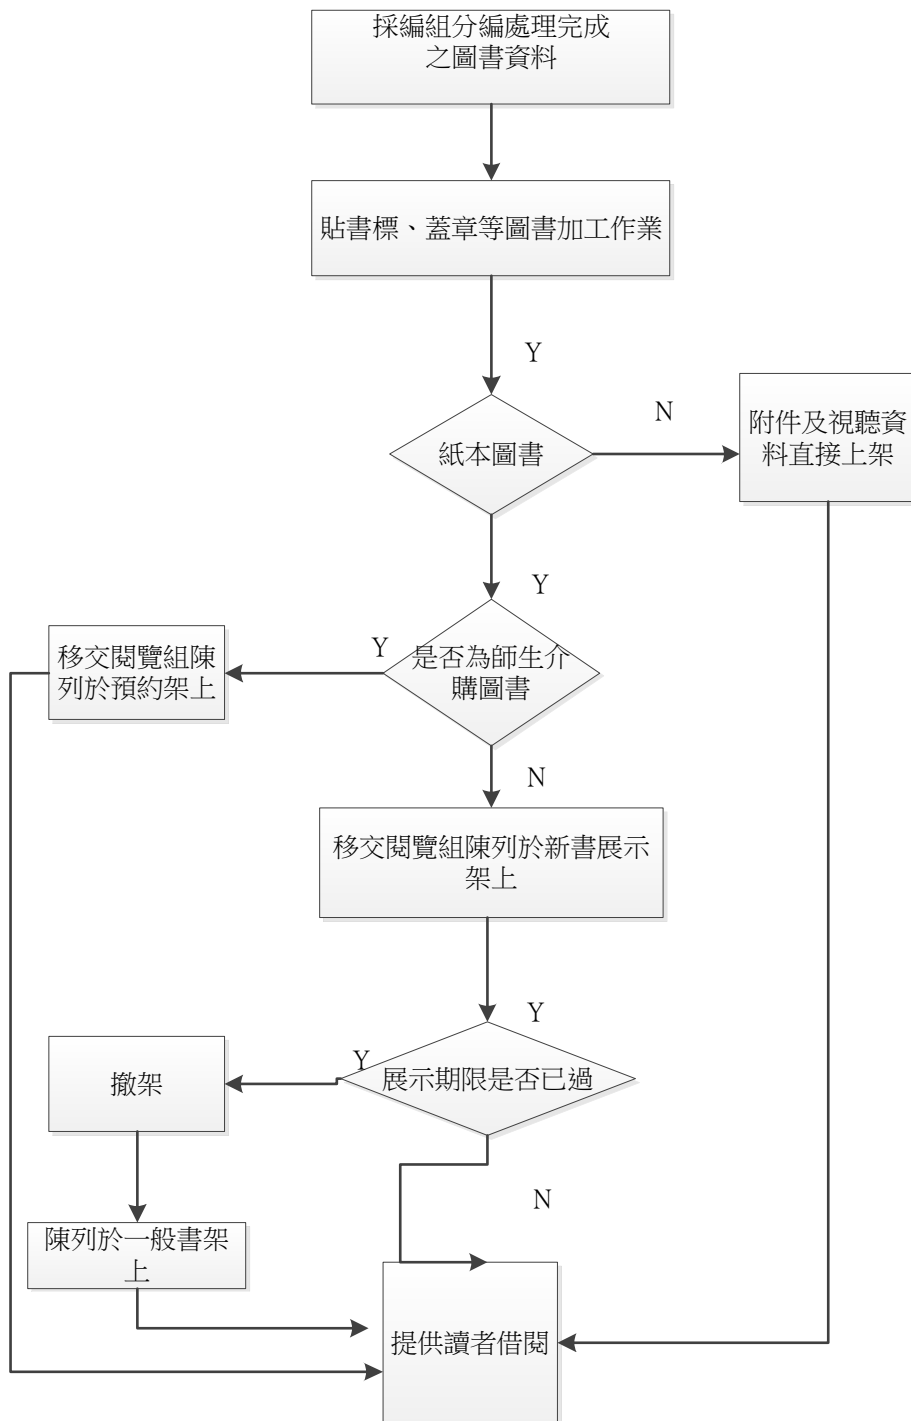 採編組分編處理完成
之圖書資料
貼書標、蓋章等圖書加工作業
Y
N
紙本圖書
附件及視聽資
料直接上架
Y
Y
是否為師生介
購圖書
移交閱覽組陳
列於預約架上
N
移交閱覽組陳列於新書展示
架上
Y
Y
展示期限是否已過
撤架
N
陳列於一般書架
上
提供讀者借閱